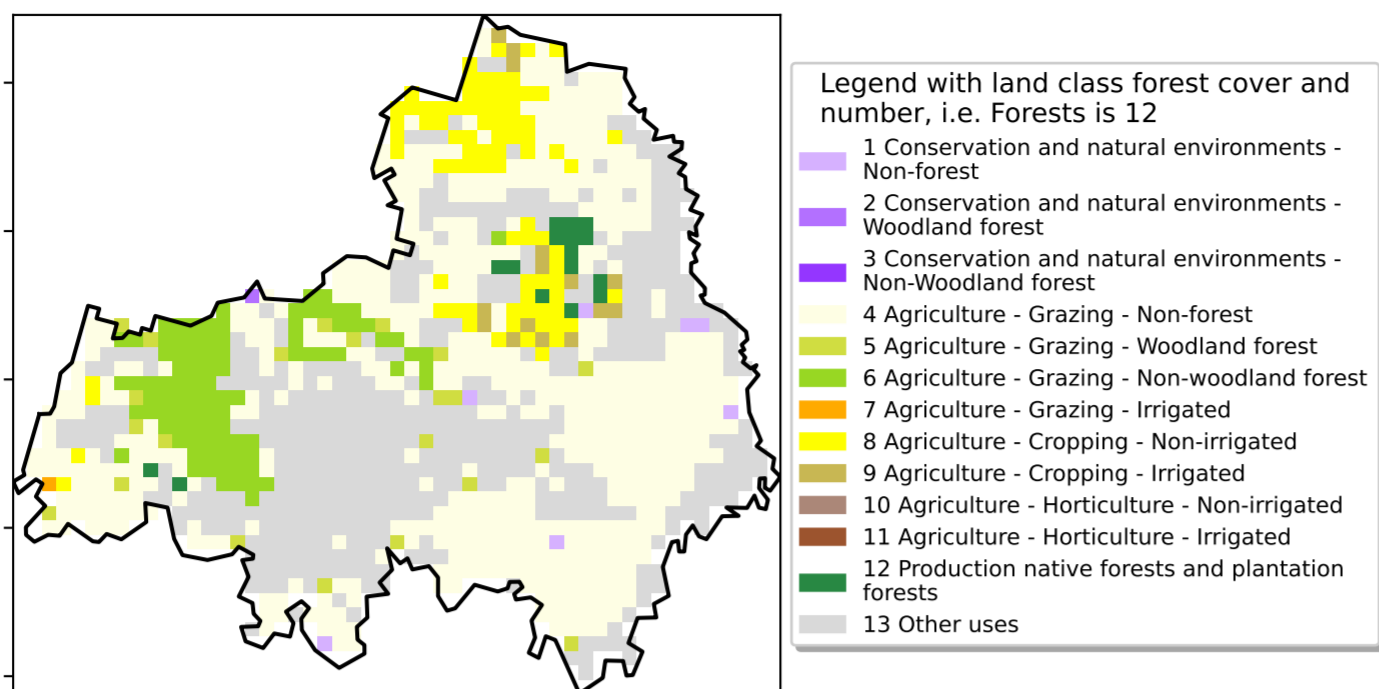 Legend with land class forest cover and
number, i.e. Forests is 12
1 Conservation and natural environments -
Non-forest
2 Conservation and natural environments -
Woodland forest
3 Conservation and natural environments -
Non-Woodland forest
4 Agriculture - Grazing - Non-forest
5 Agriculture - Grazing - Woodland forest
6 Agriculture - Grazing - Non-woodland forest
7 Agriculture - Grazing - Irrigated
8 Agriculture - Cropping - Non-irrigated
9 Agriculture - Cropping - Irrigated
10 Agriculture - Horticulture - Non-irrigated
11 Agriculture - Horticulture - Irrigated
12 Production native forests and plantation
forests
13 Other uses